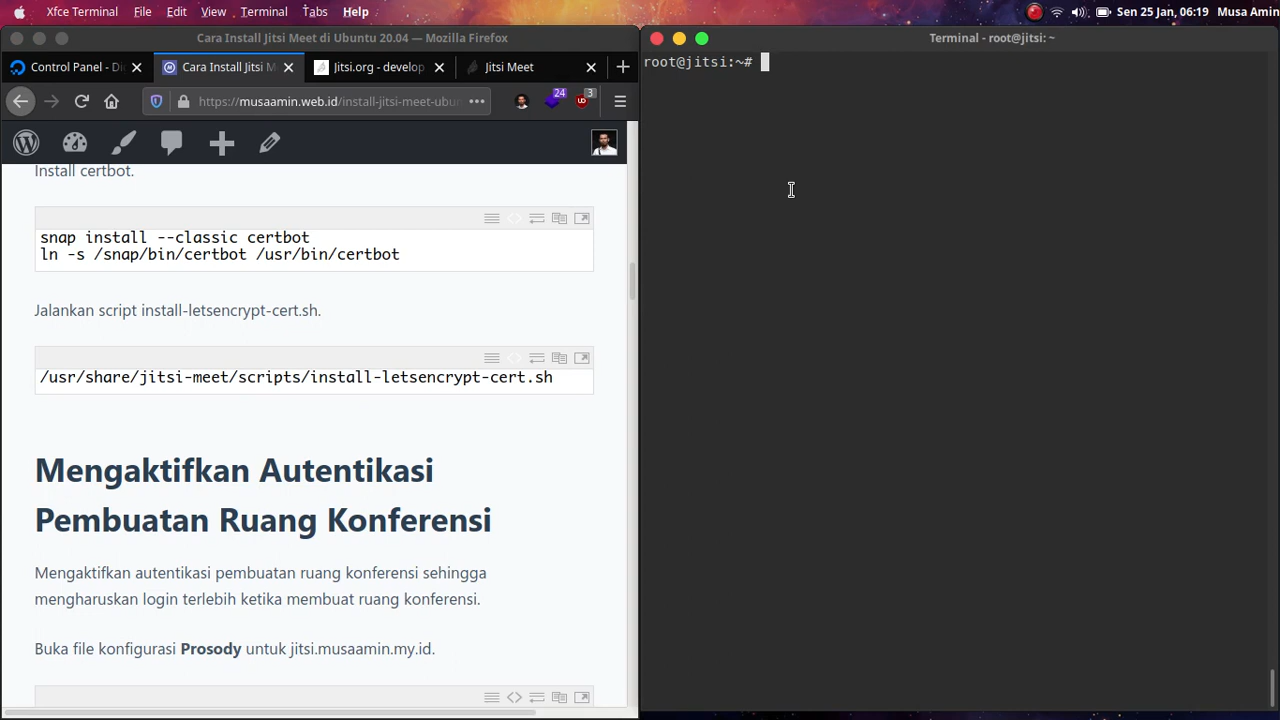 Xfce Terminal File Edit View Terminal Tabs Help
Sen 25 Jan, 06:19 Musa Amin
Cara Install Jitsi Meet di Ubuntu 20.04 — Mozilla Firefox
Control Panel - Di
Cara Install Jitsi M
Jitsi.org - develop
Jitsi Meet
https://musaamin.web.id/install-jitsi-meet-ubu
24
3
Install certbot.
snap install --classic certbot
ln -s /snap/bin/certbot /usr/bin/certbot
Jalankan script install-letsencrypt-cert.sh.
/usr/share/jitsi-meet/scripts/install-letsencrypt-cert.sh
Mengaktifkan Autentikasi
Pembuatan Ruang Konferensi
Mengaktifkan autentikasi pembuatan ruang konferensi sehingga
mengharuskan login terlebih ketika membuat ruang konferensi.
Buka file konfigurasi Prosody untuk jitsi.musaamin.my.id.
Terminal - root@jitsi: ~
root@jitsi:~#